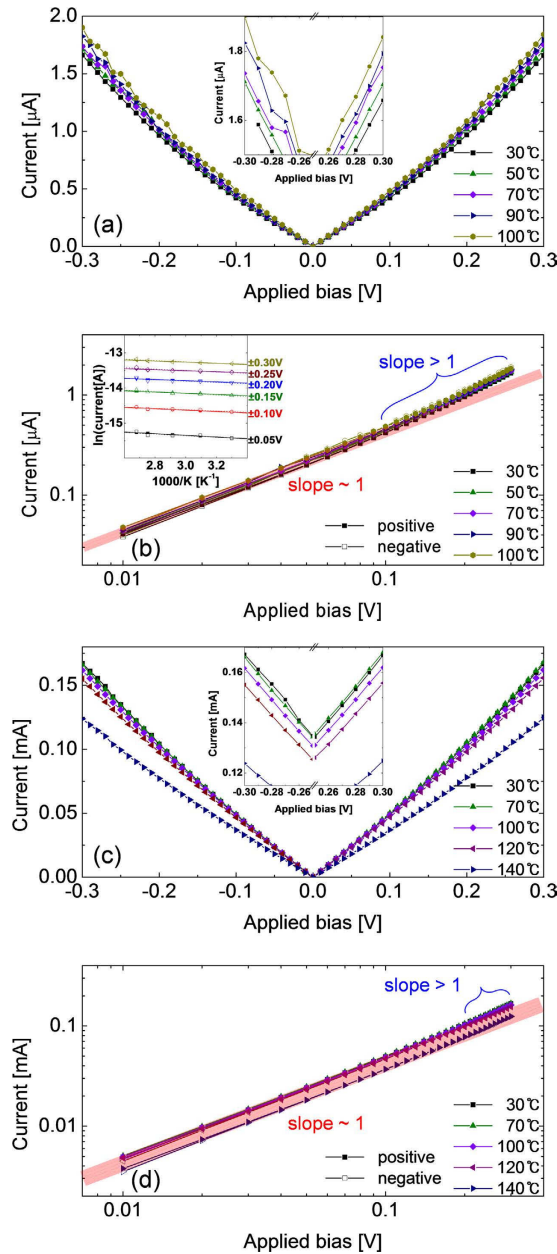 2.0
1.5
1.0
0.5
0.0
Current [µA]
-0.3 -0.2 -0.1 0.0 0.1 0.2 0.3
Applied bias [V]
(a)
1.8
1.6
Current [µA]
-0.30 -0.28 -0.26 0.26 0.28 0.30
Applied bias [V]
30℃
50℃
70℃
90℃
100℃
1
0.1
Current [µA]
0.01 0.1
Applied bias [V]
(b)
-13
-14
-15
ln(current[A])
2.7 3.0 3.3
1000/K [K⁻¹]
±0.30V
±0.25V
±0.20V
±0.15V
±0.10V
±0.05V
slope > 1
slope ~ 1
positive
negative
30℃
50℃
70℃
90℃
100℃
0.15
0.10
0.05
0.00
Current [mA]
-0.3 -0.2 -0.1 0.0 0.1 0.2 0.3
Applied bias [V]
(c)
0.16
0.14
0.12
Current [mA]
-0.30 -0.28 -0.26 0.26 0.28 0.30
Applied bias [V]
30℃
70℃
100℃
120℃
140℃
0.1
0.01
Current [mA]
0.01 0.1
Applied bias [V]
(d)
slope > 1
slope ~ 1
positive
negative
30℃
70℃
100℃
120℃
140℃